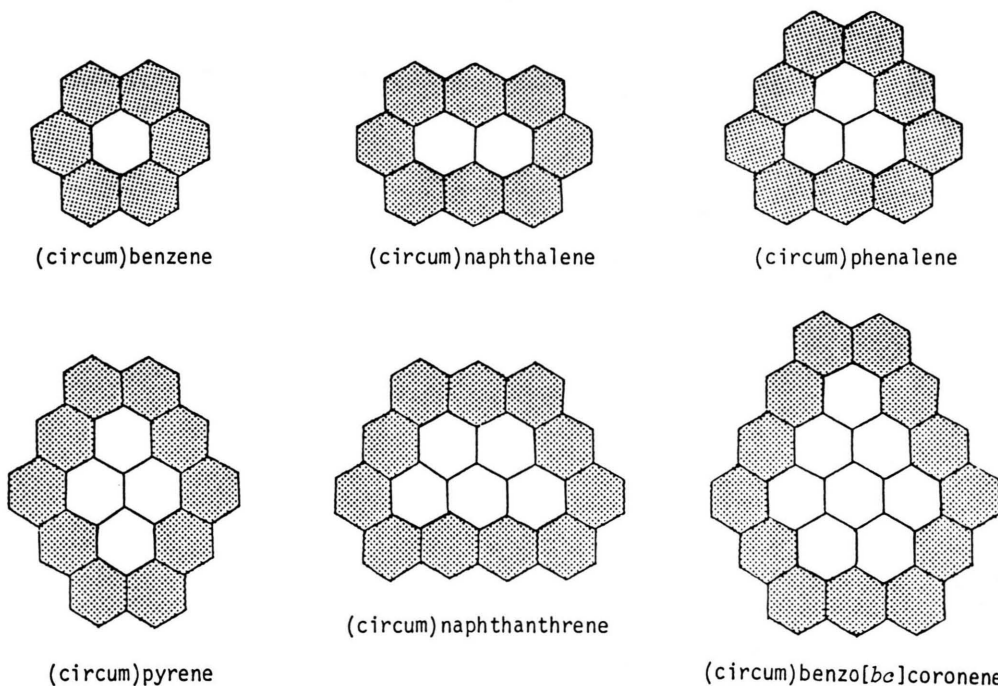 (circum)benzene
(circum)naphthalene
(circum)phenalene
(circum)pyrene
(circum)naphthanthrene
(circum)benzo[bc]coronene